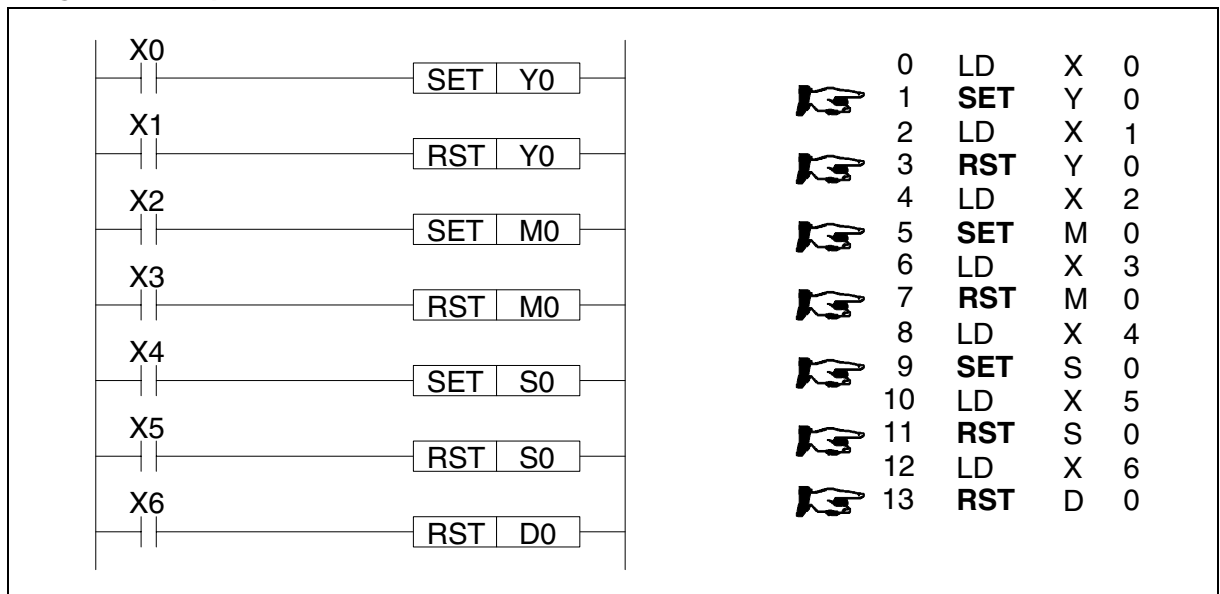 X0
SET Y0
X1
RST Y0
X2
SET M0
X3
RST M0
X4
SET S0
X5
RST S0
X6
RST D0
0 LD X 0
1 SET Y 0
2 LD X 1
3 RST Y 0
4 LD X 2
5 SET M 0
6 LD X 3
7 RST M 0
8 LD X 4
9 SET S 0
10 LD X 5
11 RST S 0
12 LD X 6
13 RST D 0